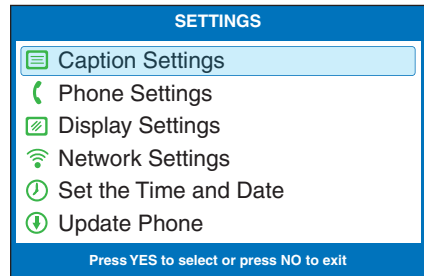 SETTINGS
Caption Settings
Phone Settings
Display Settings
Network Settings
Set the Time and Date
Update Phone
Press YES to select or press NO to exit